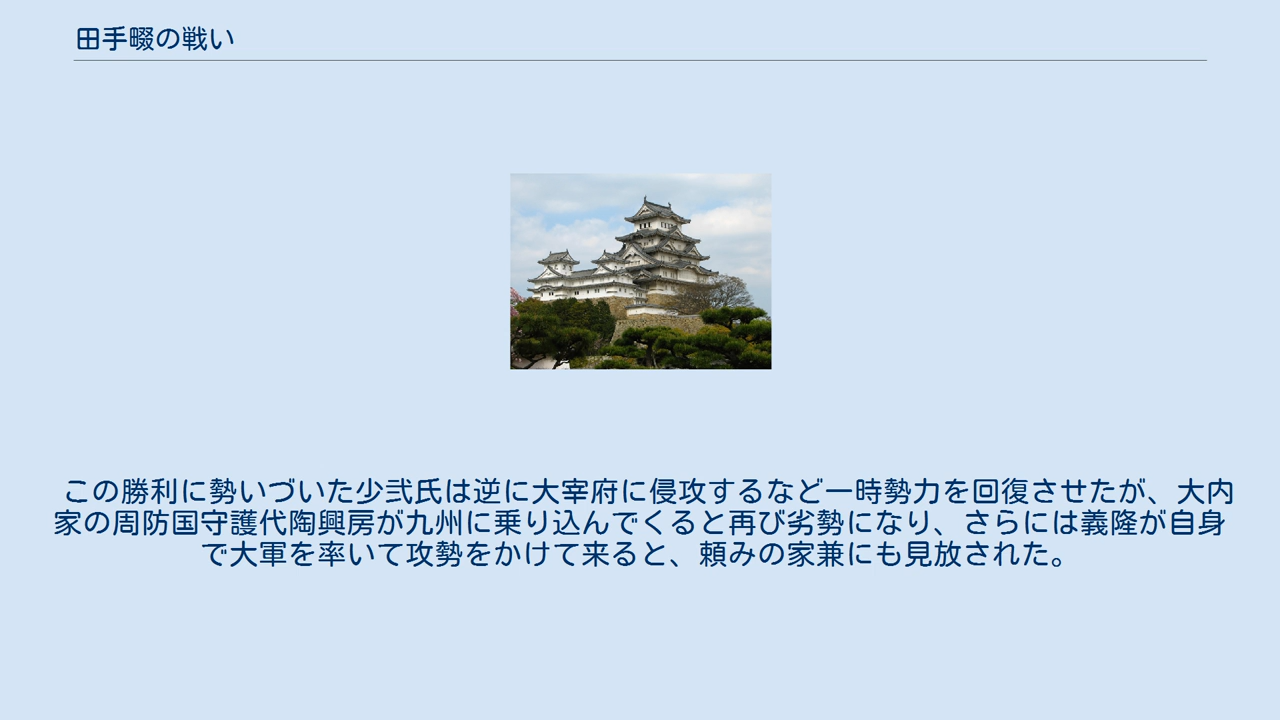 田手畷の戦い
この勝利に勢いづいた少弐氏は逆に大宰府に侵攻するなど一時勢力を回復させたが、大内
家の周防国守護代陶興房が九州に乗り込んでくると再び劣勢になり、さらには義隆が自身
で大軍を率いて攻勢をかけて来ると、頼みの家兼にも見放された。